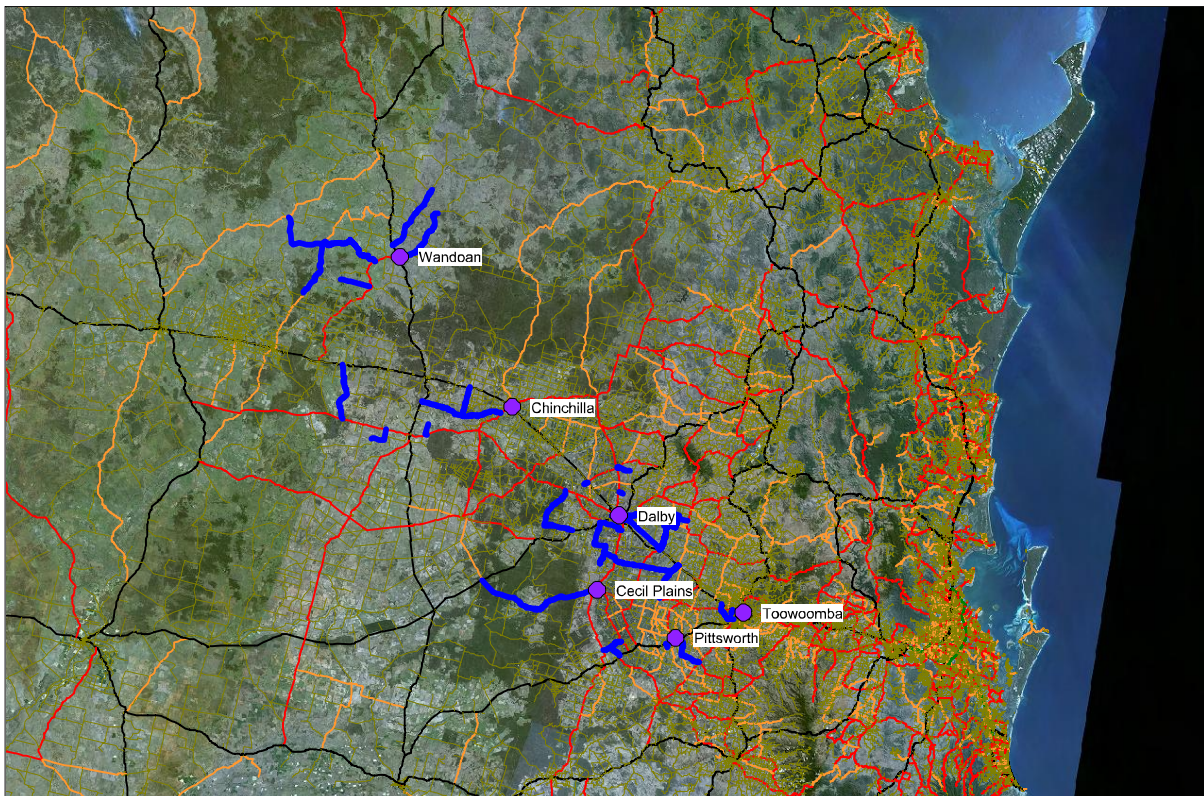 Wandoan
Chinchilla
Dalby
Cecil Plains
Toowoomba
Pittsworth